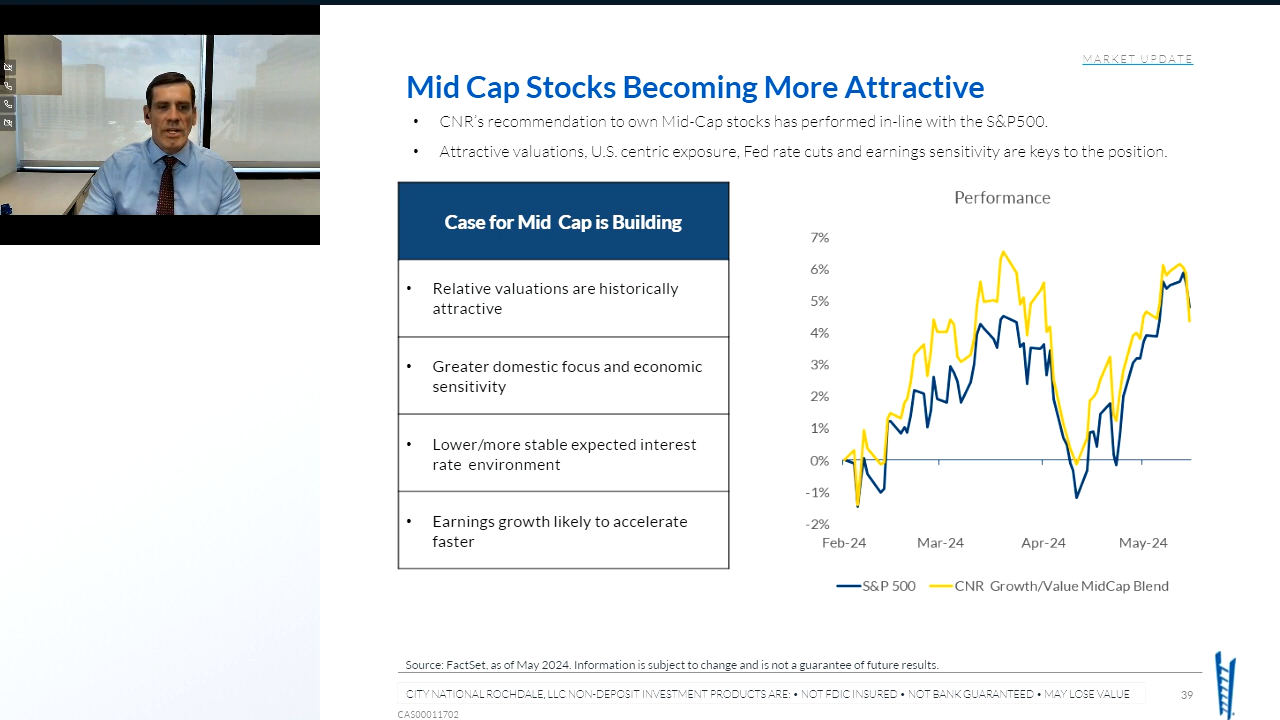 MARKET UPDATE
Mid Cap Stocks Becoming More Attractive
• CNR's recommendation to own Mid-Cap stocks has performed in-line with the S&P500.
• Attractive valuations, U.S. centric exposure, Fed rate cuts and earnings sensitivity are keys to the position.
Case for Mid Cap is Building
• Relative valuations are historically
attractive
• Greater domestic focus and economic
sensitivity
• Lower/more stable expected interest
rate environment
• Earnings growth likely to accelerate
faster
Performance
7%
6%
5%
4%
3%
2%
1%
0%
-1%
-2%
Feb-24 Mar-24 Apr-24 May-24
S&P 500 CNR Growth/Value MidCap Blend
Source: FactSet, as of May 2024. Information is subject to change and is not a guarantee of future results.
CITY NATIONAL ROCHDALE, LLC NON-DEPOSIT INVESTMENT PRODUCTS ARE: • NOT FDIC INSURED • NOT BANK GUARANTEED • MAY LOSE VALUE
39
CAS00011702